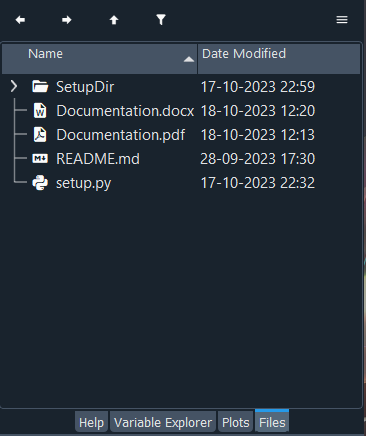 Name Date Modified
SetupDir 17-10-2023 22:59
Documentation.docx 18-10-2023 12:20
Documentation.pdf 18-10-2023 12:13
README.md 28-09-2023 17:30
setup.py 17-10-2023 22:32
Help Variable Explorer Plots Files